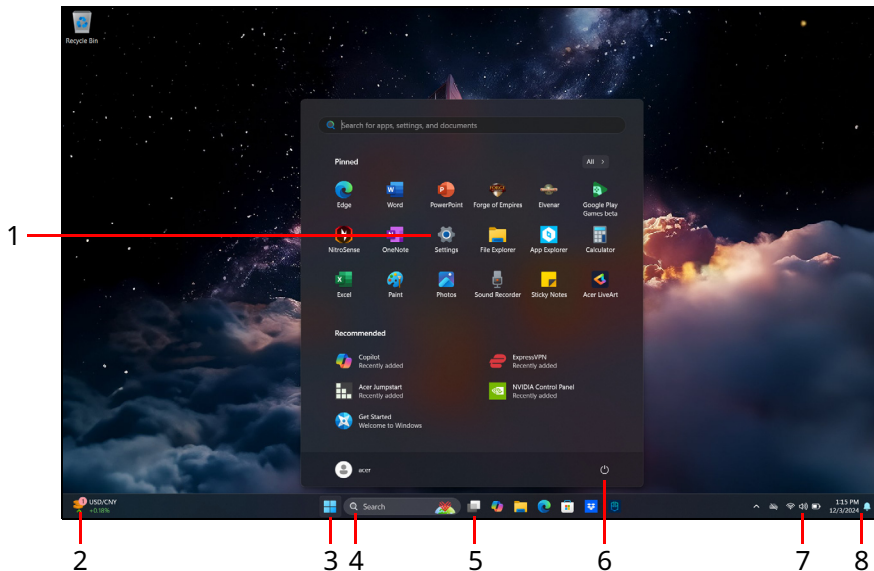 Recycle Bin
Search for apps, settings, and documents
Pinned
All >
Edge
Word
PowerPoint
Forge of Empires
Elvenar
Google Play
Games beta
1
NitroSense
OneNote
Settings
File Explorer
App Explorer
Calculator
Excel
Paint
Photos
Sound Recorder
Sticky Notes
Acer LiveArt
Recommended
Copilot
Recently added
ExpressVPN
Recently added
Acer Jumpstart
Recently added
NVIDIA Control Panel
Recently added
Get Started
Welcome to Windows
acer
1
USD/CNY
+0.18%
Search
1:15 PM
12/3/2024
2
3
4
5
6
7
8